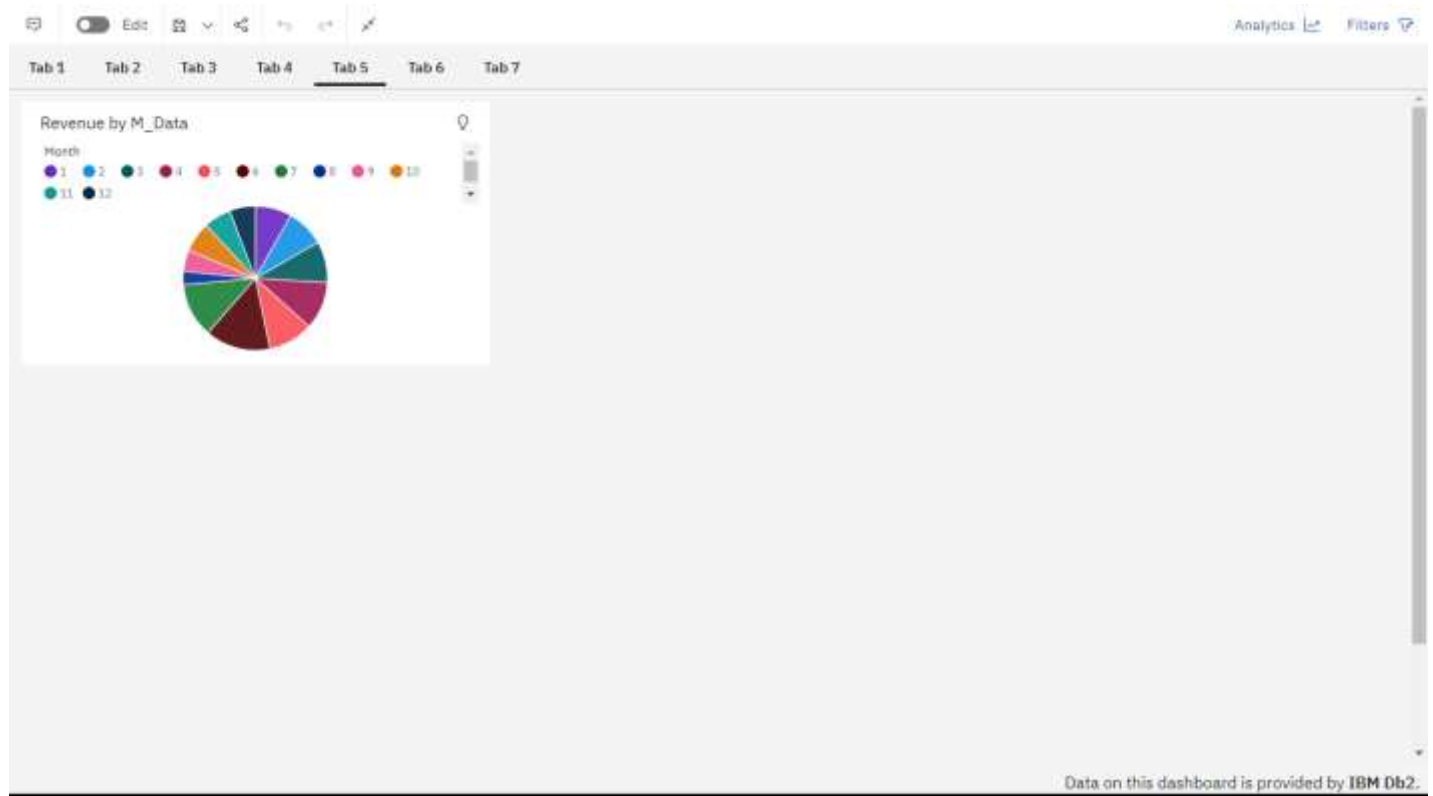 Edit
Analytics
Filters
Tab 1 Tab 2 Tab 3 Tab 4 Tab 5 Tab 6 Tab 7
Revenue by M_Data
Month
1 2 3 4 5 6 7 8 9 10
11 12
Data on this dashboard is provided by IBM Db2.